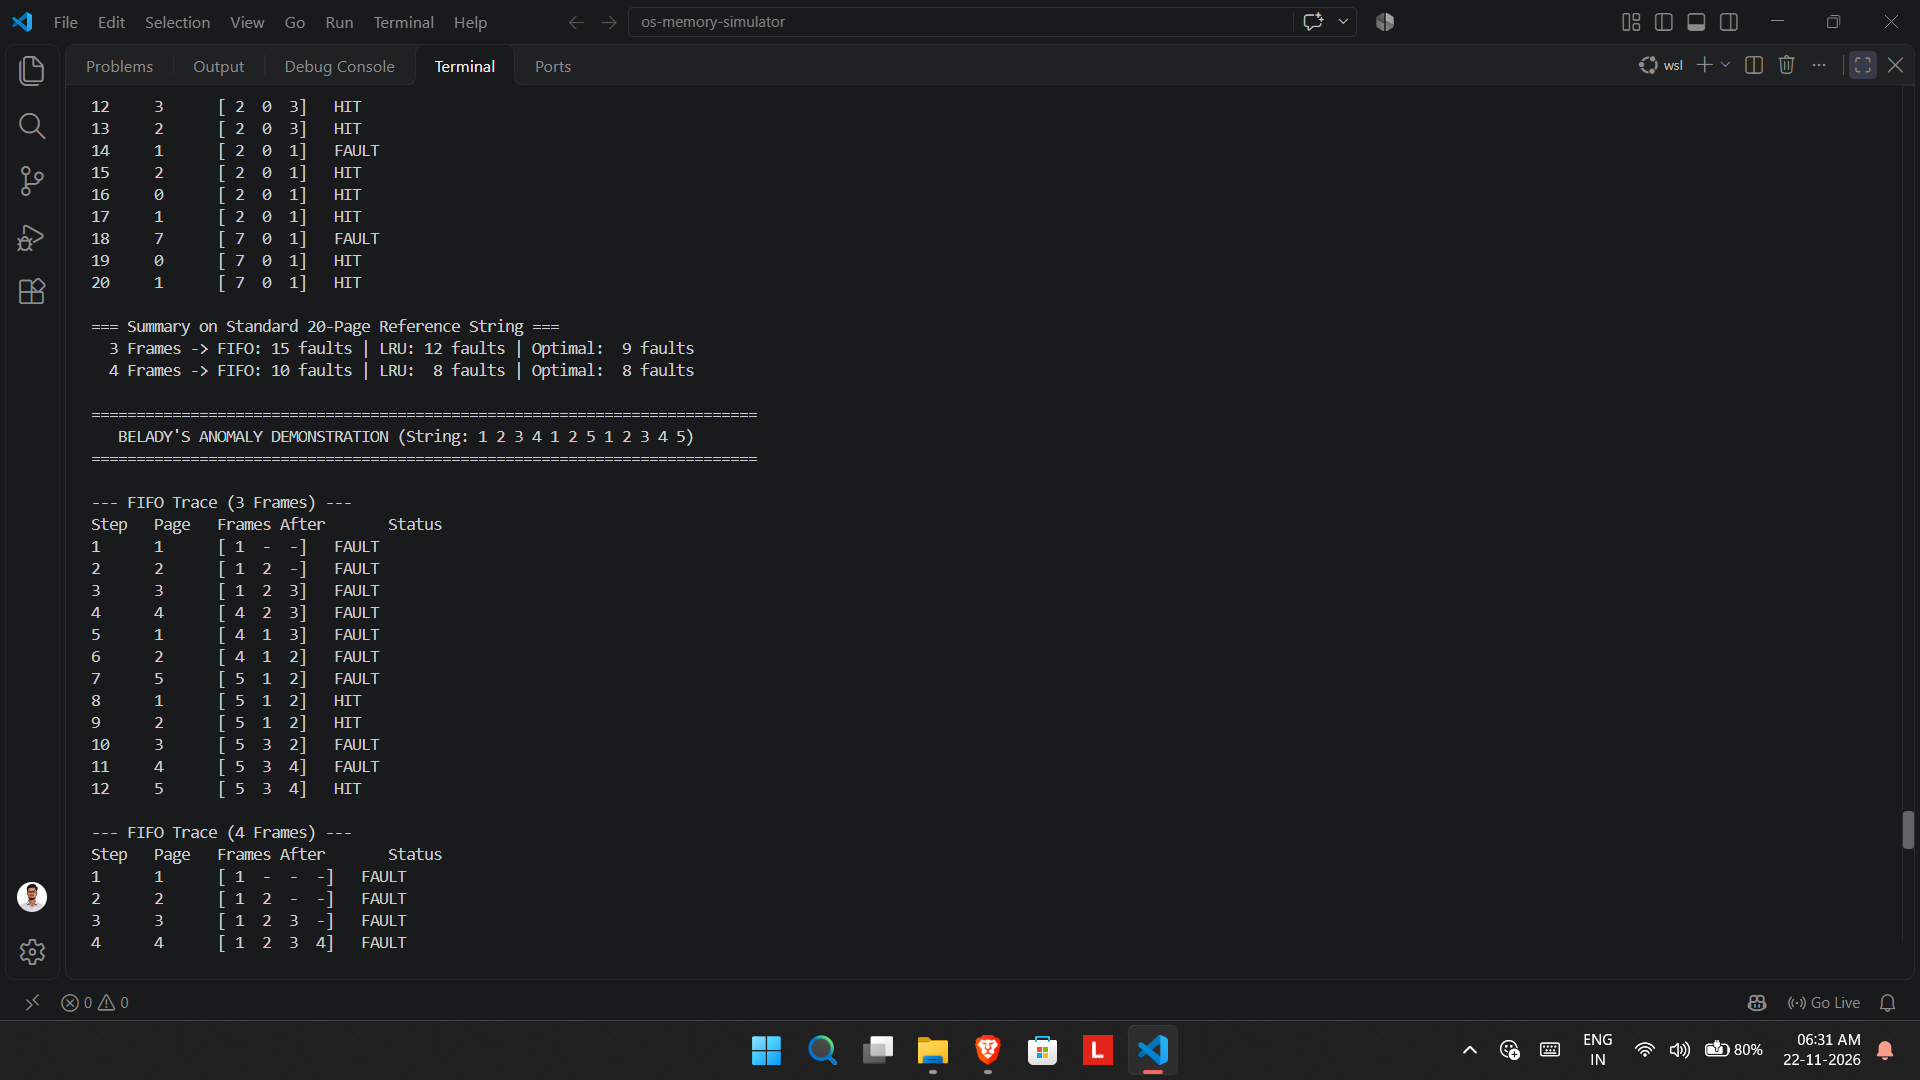 File Edit Selection View Go Run Terminal Help os-memory-simulator
Problems Output Debug Console Terminal Ports wsl
12 3 [ 2 0 3] HIT
13 2 [ 2 0 3] HIT
14 1 [ 2 0 1] FAULT
15 2 [ 2 0 1] HIT
16 0 [ 2 0 1] HIT
17 1 [ 2 0 1] HIT
18 7 [ 7 0 1] FAULT
19 0 [ 7 0 1] HIT
20 1 [ 7 0 1] HIT
=== Summary on Standard 20-Page Reference String ===
3 Frames -> FIFO: 15 faults | LRU: 12 faults | Optimal: 9 faults
4 Frames -> FIFO: 10 faults | LRU: 8 faults | Optimal: 8 faults
==========================================================================
BELADY'S ANOMALY DEMONSTRATION (String: 1 2 3 4 1 2 5 1 2 3 4 5)
==========================================================================
--- FIFO Trace (3 Frames) ---
Step Page Frames After Status
1 1 [ 1 - -] FAULT
2 2 [ 1 2 -] FAULT
3 3 [ 1 2 3] FAULT
4 4 [ 4 2 3] FAULT
5 1 [ 4 1 3] FAULT
6 2 [ 4 1 2] FAULT
7 5 [ 5 1 2] FAULT
8 1 [ 5 1 2] HIT
9 2 [ 5 1 2] HIT
10 3 [ 5 3 2] FAULT
11 4 [ 5 3 4] FAULT
12 5 [ 5 3 4] HIT
--- FIFO Trace (4 Frames) ---
Step Page Frames After Status
1 1 [ 1 - - -] FAULT
2 2 [ 1 2 - -] FAULT
3 3 [ 1 2 3 -] FAULT
4 4 [ 1 2 3 4] FAULT
0 0 Go Live
L ENG IN 80% 06:31 AM
22-11-2026